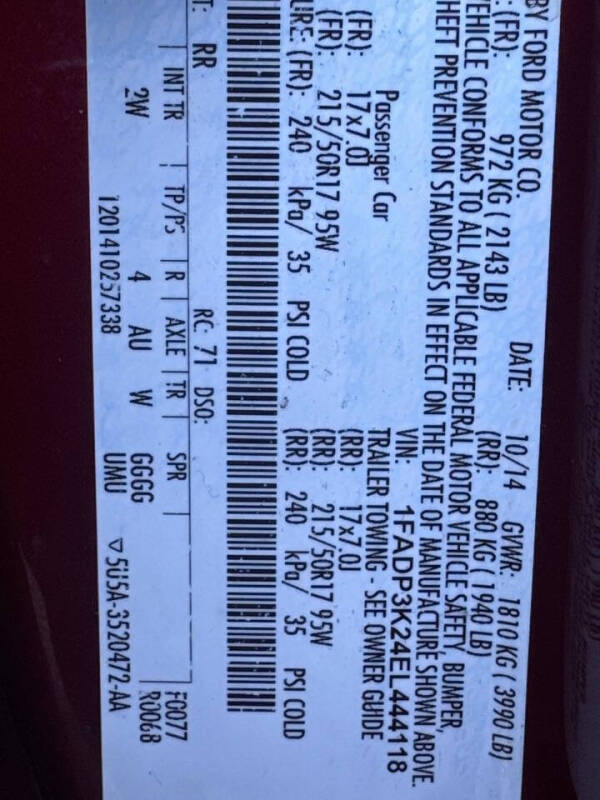 BY FORD MOTOR CO.
DATE: 10/14 GVWR: 1810 KG ( 3990 LB)
: (FR): 972 KG ( 2143 LB) (RR): 880 KG ( 1940 LB)
EHICLE CONFORMS TO ALL APPLICABLE FEDERAL MOTOR VEHICLE SAFETY, BUMPER,
HEFT PREVENTION STANDARDS IN EFFECT ON THE DATE OF MANUFACTURE SHOWN ABOVE.
VIN: 1FADP3K24EL444118
Passenger Car TRAILER TOWING - SEE OWNER GUIDE
(FR): 17x7.0J (RR): 17x7.0J
(FR): 215/50R17 95W (RR): 215/50R17 95W
URE: (FR): 240 kPa/ 35 PSI COLD (RR): 240 kPa/ 35 PSI COLD
T: RR RC: 71 DSO: F0077
R0068
INT TR TP/PS R AXLE TR SPR
2W 4 AU W GGGG
UMU
1201410257338 ▽5U5A-3520472-AA